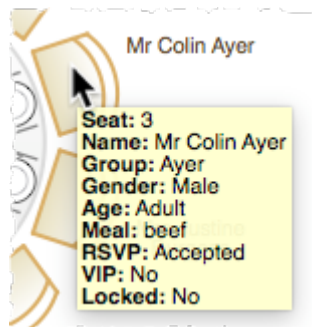 Mr Colin Ayer
Seat: 3
Name: Mr Colin Ayer
Group: Ayer
Gender: Male
Age: Adult
Meal: beef
RSVP: Accepted
VIP: No
Locked: No